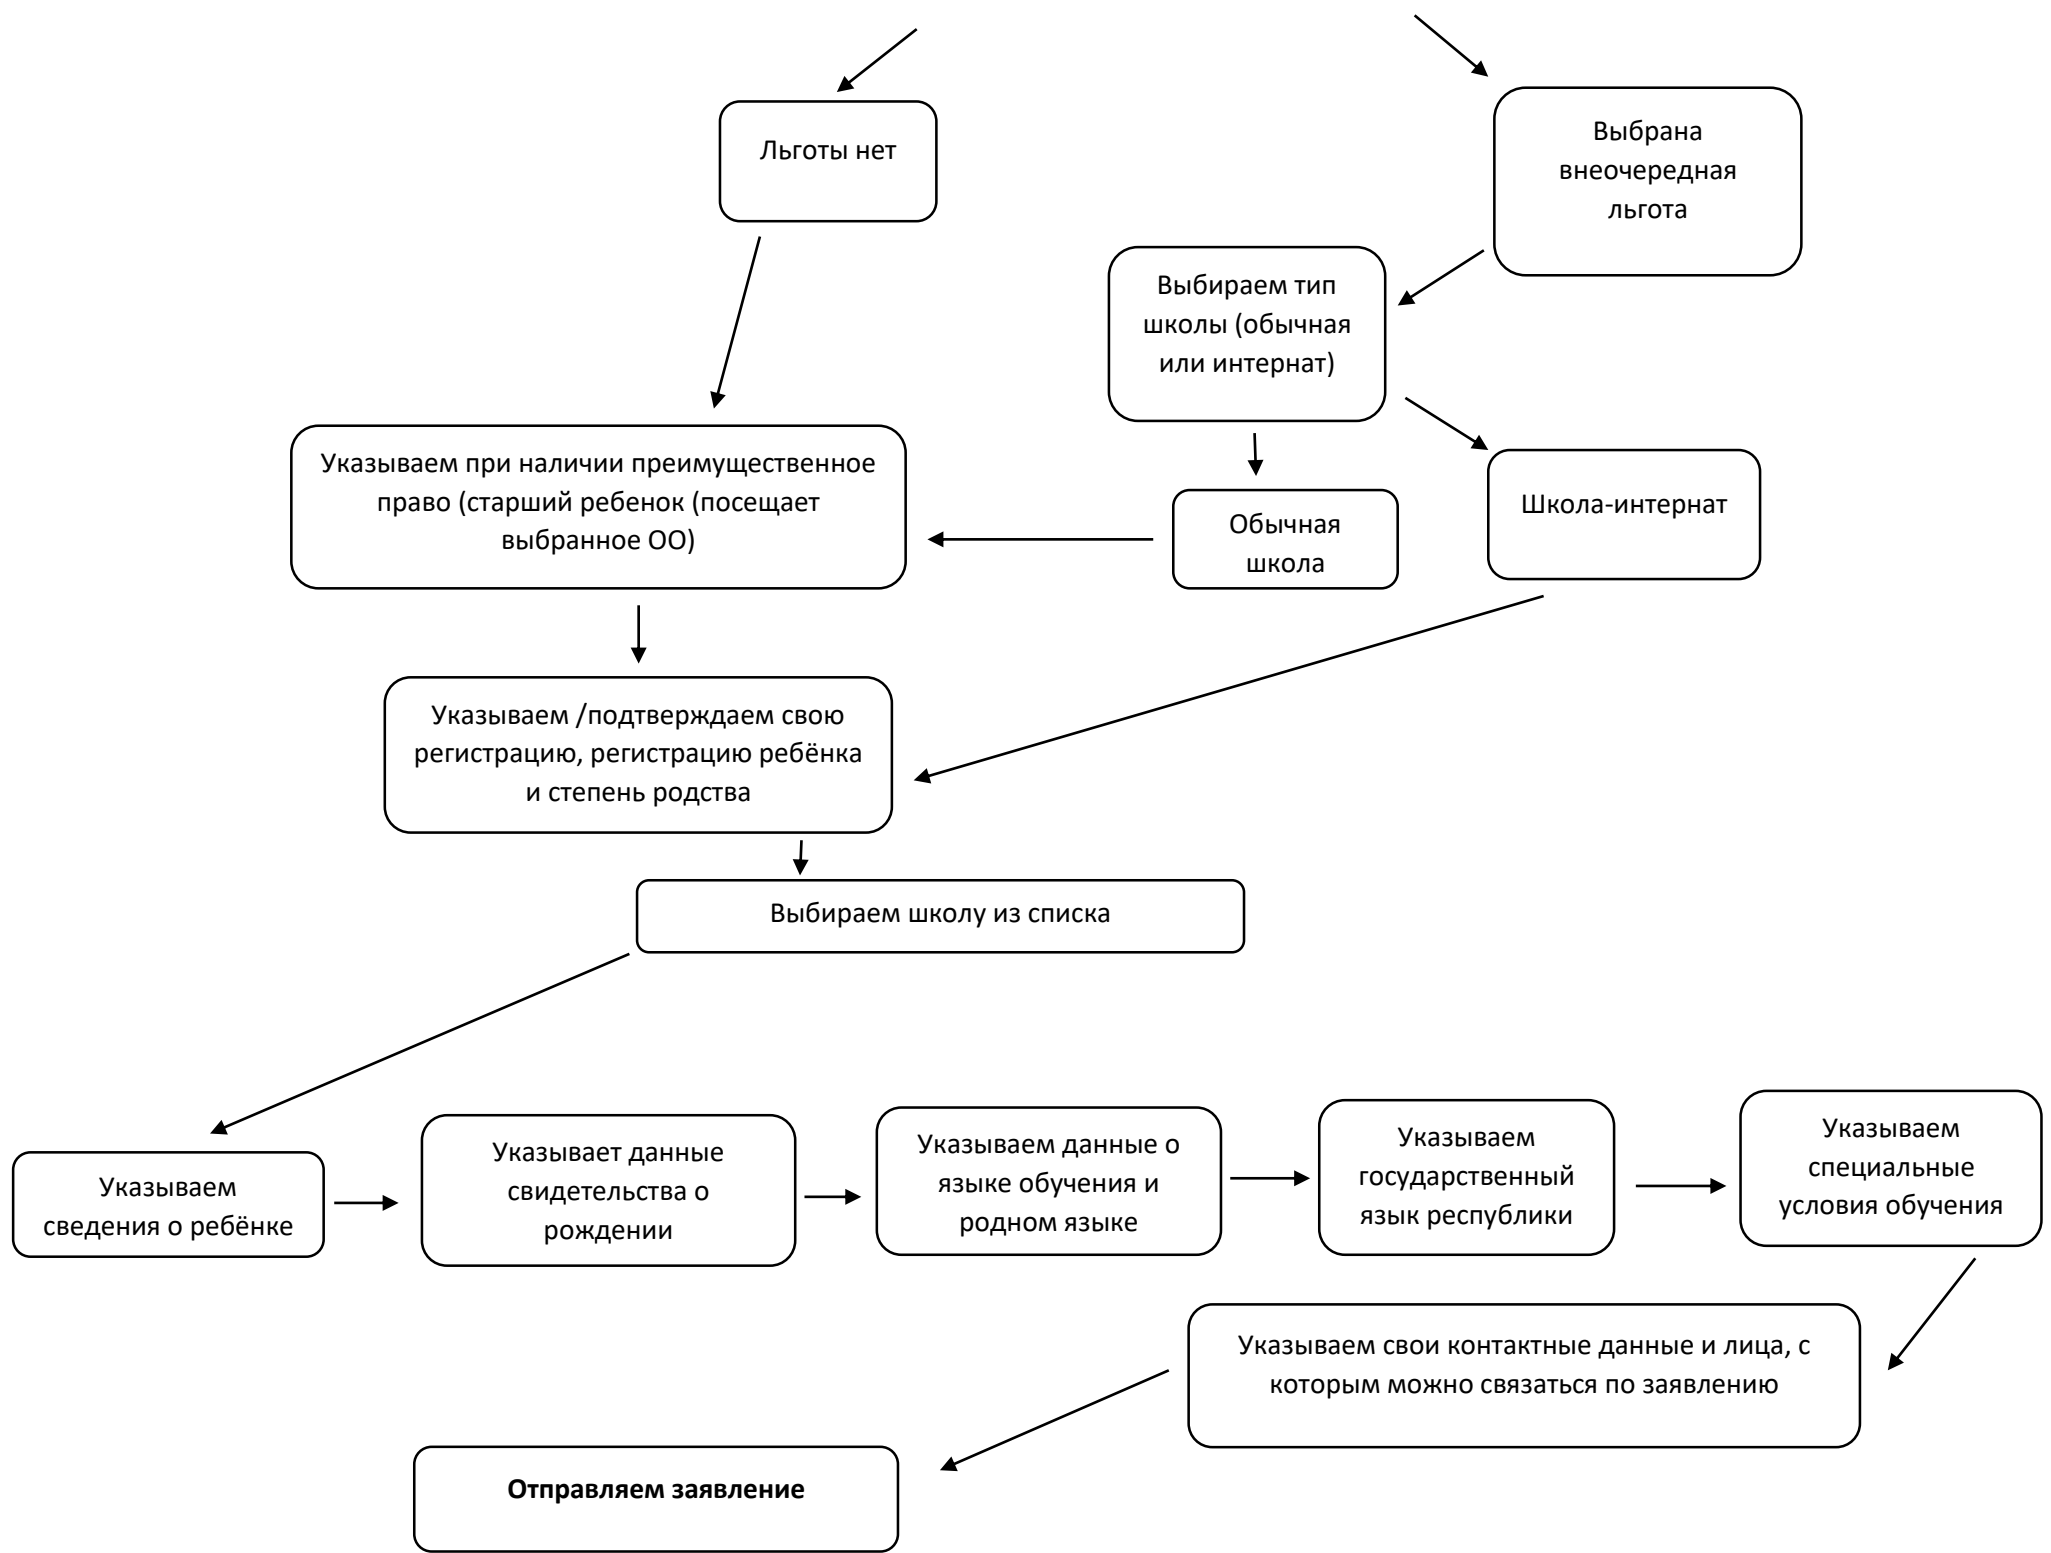 Льготы нет
Выбрана
внеочередная
льгота
Выбираем тип
школы (обычная
или интернат)
Указываем при наличии преимущественное
право (старший ребенок (посещает
выбранное ОО)
Обычная
школа
Школа-интернат
Указываем /подтверждаем свою
регистрацию, регистрацию ребёнка
и степень родства
Выбираем школу из списка
Указываем
сведения о ребёнке
Указывает данные
свидетельства о
рождении
Указываем данные о
языке обучения и
родном языке
Указываем
государственный
язык республики
Указываем
специальные
условия обучения
Указываем свои контактные данные и лица, с
которым можно связаться по заявлению
Отправляем заявление